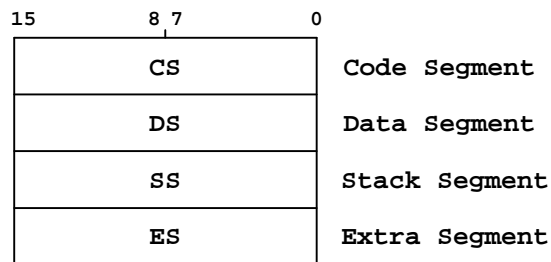 15 8 7 0
CS Code Segment
DS Data Segment
SS Stack Segment
ES Extra Segment